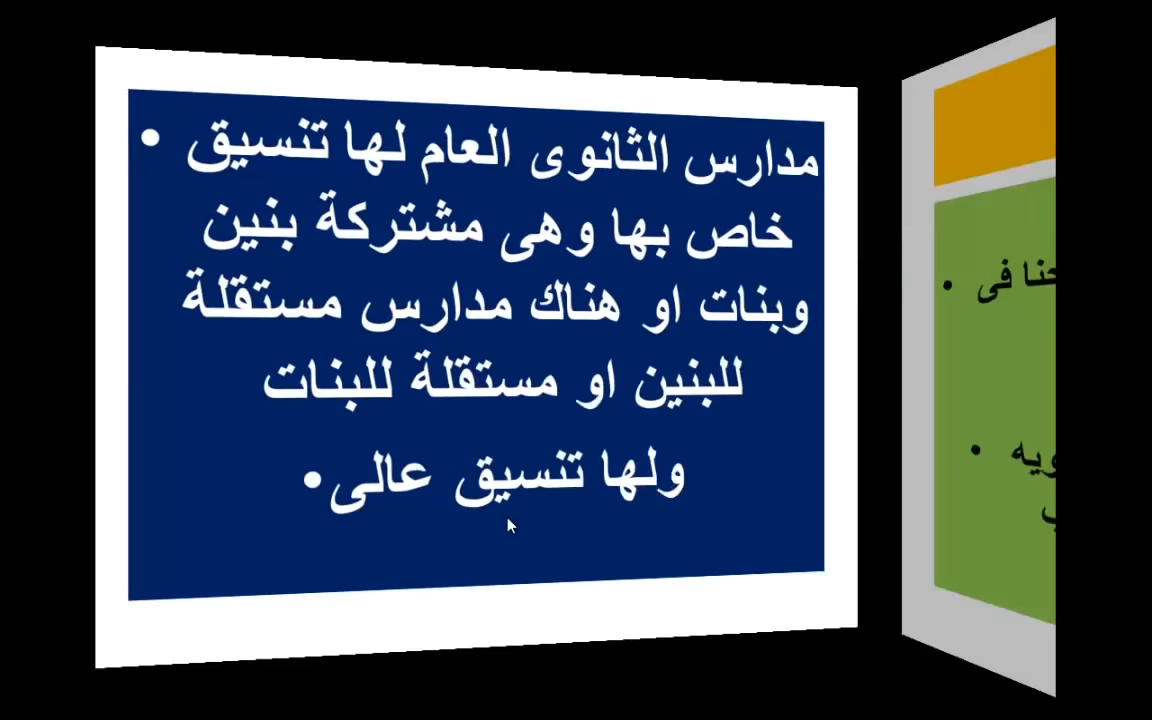 • مدارس الثانوى العام لها تنسيق
خاص بها وهى مشتركة بنين
وبنات او هناك مدارس مستقلة
للبنين او مستقلة للبنات
ولها تنسيق عالى•
• فى
•